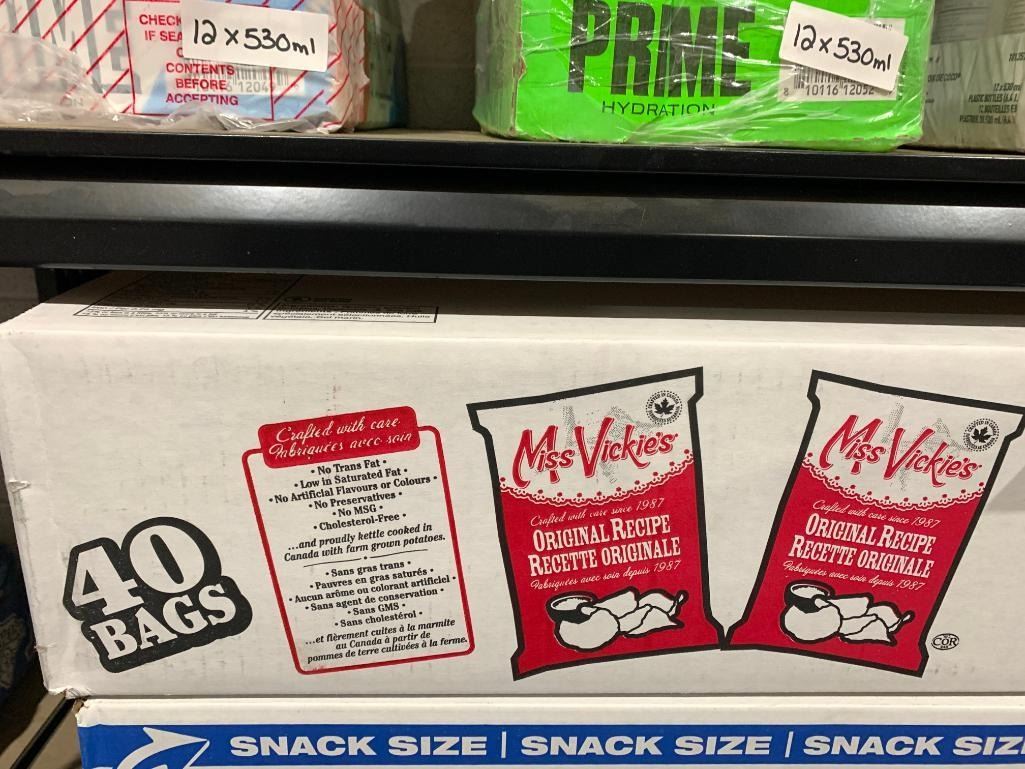 CHECK
IF SEA
CONTENTS
BEFORE
ACCEPTING
12 x 530ml
PRIME
HYDRATION
12 x 530ml
10116 12052
40
BAGS
Crafted with care
Fabriquées avec soin
• No Trans Fat •
• Low in Saturated Fat •
• No Artificial Flavours or Colours •
• No Preservatives •
• No MSG •
• Cholesterol-Free •
...and proudly kettle cooked in
Canada with farm grown potatoes.
• Sans gras trans •
• Pauvres en gras saturés •
• Aucun arôme ou colorant artificiel •
• Sans agent de conservation •
• Sans GMS •
• Sans cholestérol •
...et fièrement cuites à la marmite
au Canada à partir de
pommes de terre cultivées à la ferme.
Miss Vickie's
Crafted with care since 1987
ORIGINAL RECIPE
RECETTE ORIGINALE
Fabriquées avec soin depuis 1987
Miss Vickie's
Crafted with care since 1987
ORIGINAL RECIPE
RECETTE ORIGINALE
Fabriquées avec soin depuis 1987
COR
SNACK SIZE | SNACK SIZE | SNACK SIZ